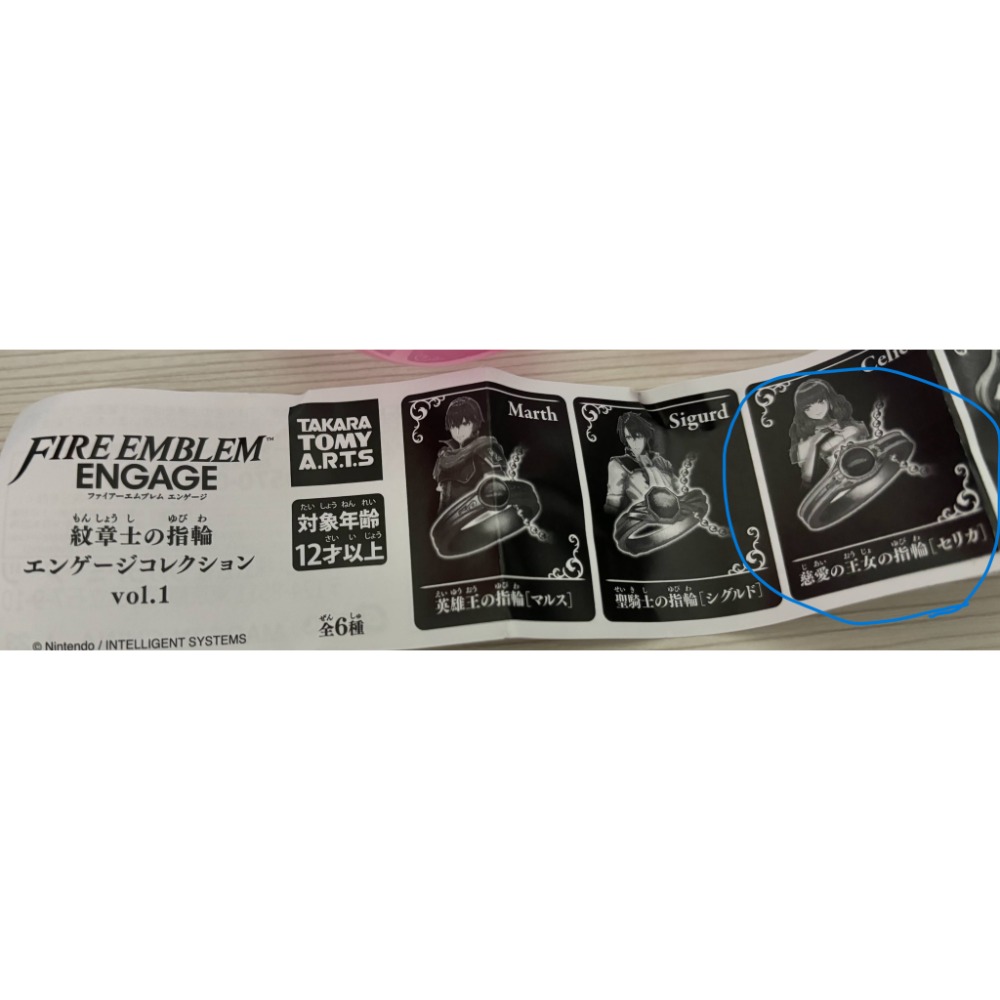 FIRE EMBLEM™
ENGAGE
ファイアーエムブレム エンゲージ
もんしょうし ゆびわ
紋章士の指輪
エンゲージコレクション
vol.1
© Nintendo / INTELLIGENT SYSTEMS
TAKARA
TOMY
A.R.T.S
たいしょうねんれい
対象年齢
さいいじょう
12才以上
ぜん しゅ
全6種
Marth
えいゆうおう ゆびわ
英雄王の指輪[マルス]
Sigurd
せいきし ゆびわ
聖騎士の指輪[シグルド]
じあい おうじょ ゆびわ
慈愛の王女の指輪[セリカ]